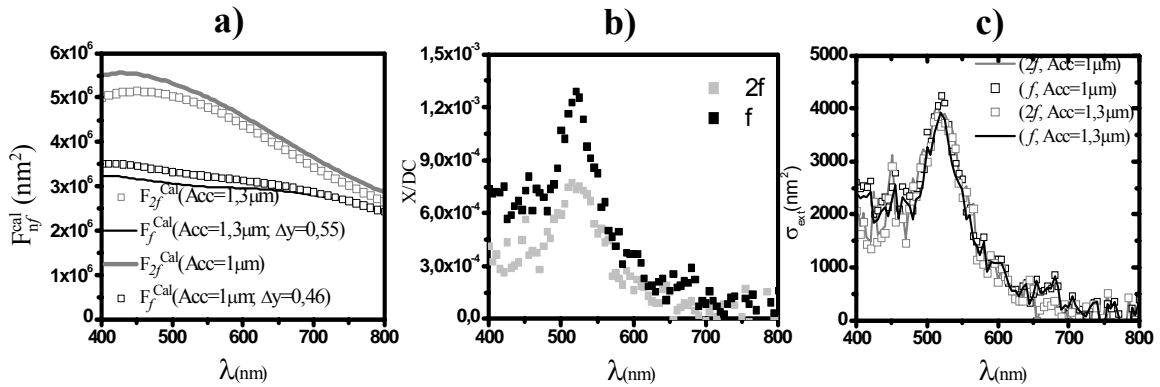 a)
b)
c)
F_nf^cal (nm²)
6x10⁶
5x10⁶
4x10⁶
3x10⁶
2x10⁶
1x10⁶
0
F_2f^Cal(Acc=1,3μm)
F_f^Cal(Acc=1,3μm; Δy=0,55)
F_2f^Cal(Acc=1μm)
F_f^Cal(Acc=1μm; Δy=0,46)
400 500 600 700 800
λ(nm)
X/DC
1,5x10⁻³
1,2x10⁻³
9,0x10⁻⁴
6,0x10⁻⁴
3,0x10⁻⁴
0,0
2f
f
400 500 600 700 800
λ(nm)
σ_ext(nm²)
5000
4000
3000
2000
1000
0
(2f, Acc=1μm)
(f, Acc=1μm)
(2f, Acc=1,3μm)
(f, Acc=1,3μm)
400 500 600 700 800
λ(nm)